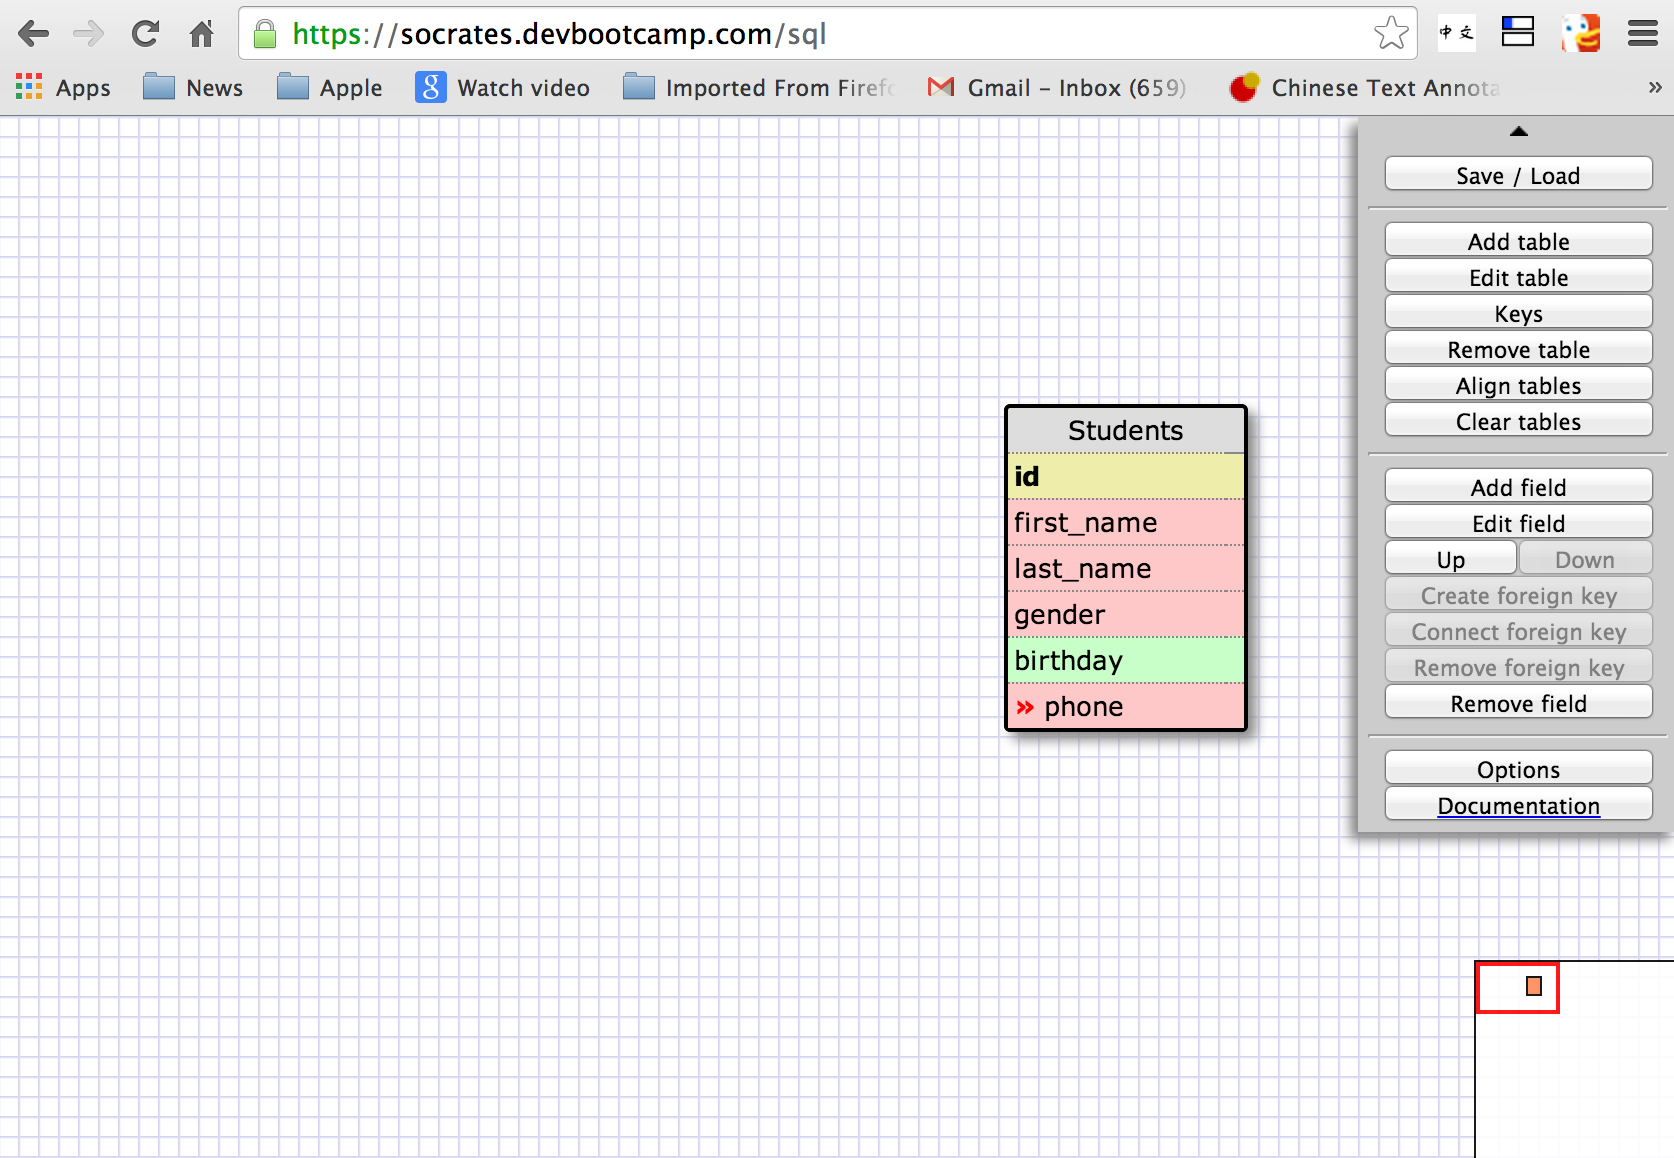 https://socrates.devbootcamp.com/sql
中文
Apps
News
Apple
g
Watch video
Imported From Firefo
Gmail – Inbox (659)
Chinese Text Annota
»
Save / Load
Add table
Edit table
Keys
Remove table
Align tables
Clear tables
Add field
Edit field
Up
Down
Create foreign key
Connect foreign key
Remove foreign key
Remove field
Options
Documentation
Students
id
first_name
last_name
gender
birthday
» phone